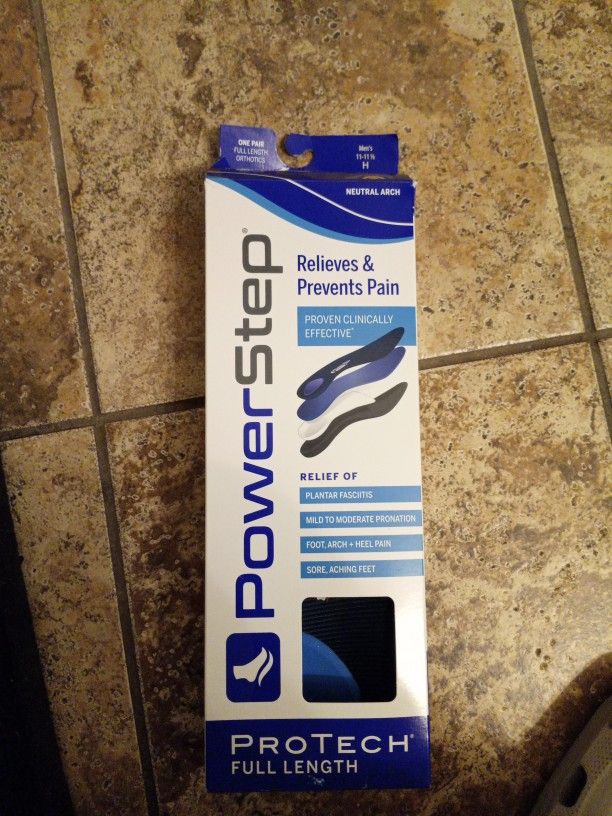 ONE PAIR
FULL LENGTH
ORTHOTICS
Men's
11-11 ½
H
NEUTRAL ARCH
PowerStep®
Relieves &
Prevents Pain
PROVEN CLINICALLY
EFFECTIVE*
RELIEF OF
PLANTAR FASCIITIS
MILD TO MODERATE PRONATION
FOOT, ARCH + HEEL PAIN
SORE, ACHING FEET
PROTECH®
FULL LENGTH